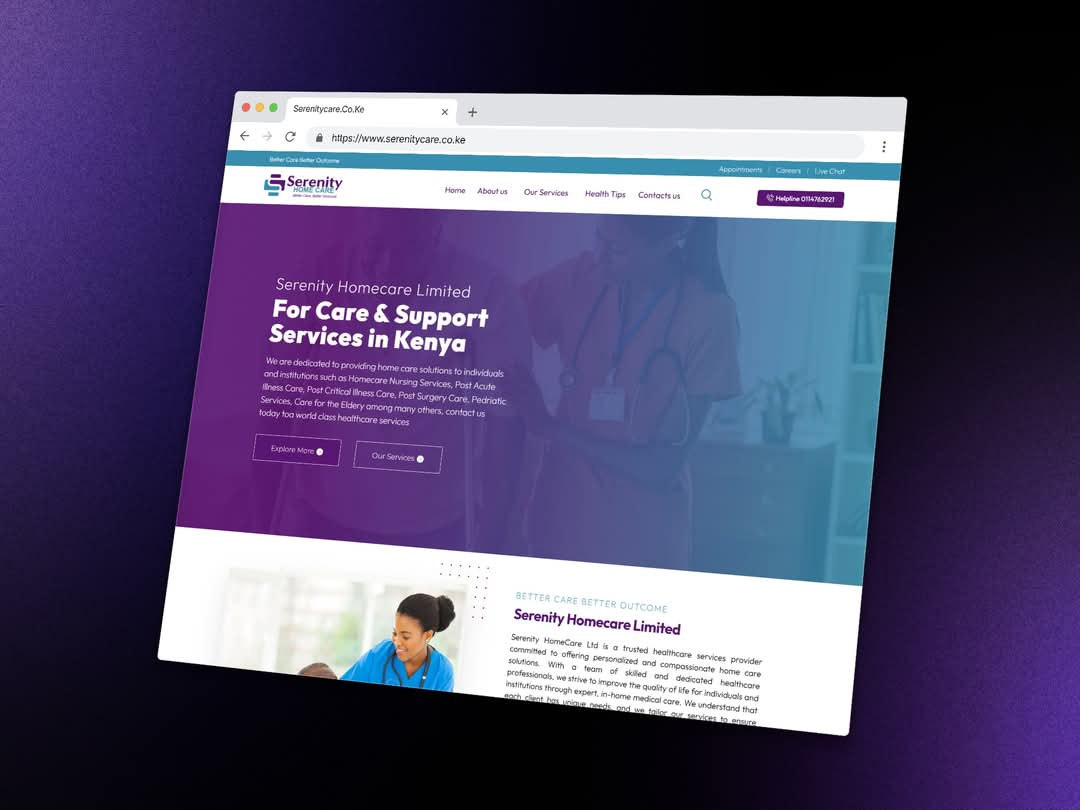 Serenitycare.Co.Ke
https://www.serenitycare.co.ke
Better Care Better Outcome
Appointments | Careers | Live Chat
Serenity
HOME CARE
Better Care, Better Outcome
Home About us Our Services Health Tips Contacts us
Helpline 0114762921
Serenity Homecare Limited
For Care & Support
Services in Kenya
We are dedicated to providing home care solutions to individuals
and institutions such as Homecare Nursing Services, Post Acute
Illness Care, Post Critical Illness Care, Post Surgery Care, Pedriatic
Services, Care for the Eldery among many others, contact us
today toa world class healthcare services
Explore More
Our Services
BETTER CARE BETTER OUTCOME
Serenity Homecare Limited
Serenity HomeCare Ltd is a trusted healthcare services provider
committed to offering personalized and compassionate home care
solutions. With a team of skilled and dedicated healthcare
professionals, we strive to improve the quality of life for individuals and
institutions through expert, in-home medical care. We understand that
each client has unique needs, and we tailor our services to ensure